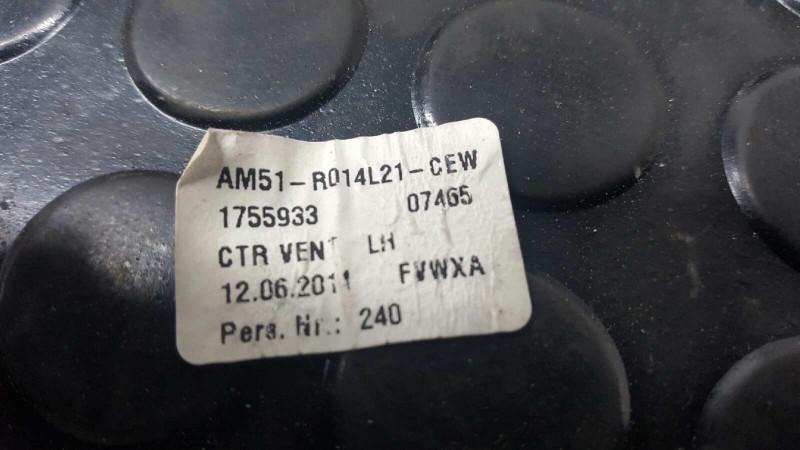 AM51-R014L21-CEW
1755933 07465
CTR VENT LH
12.06.2011 FVWXA
Pers. Nr.: 240